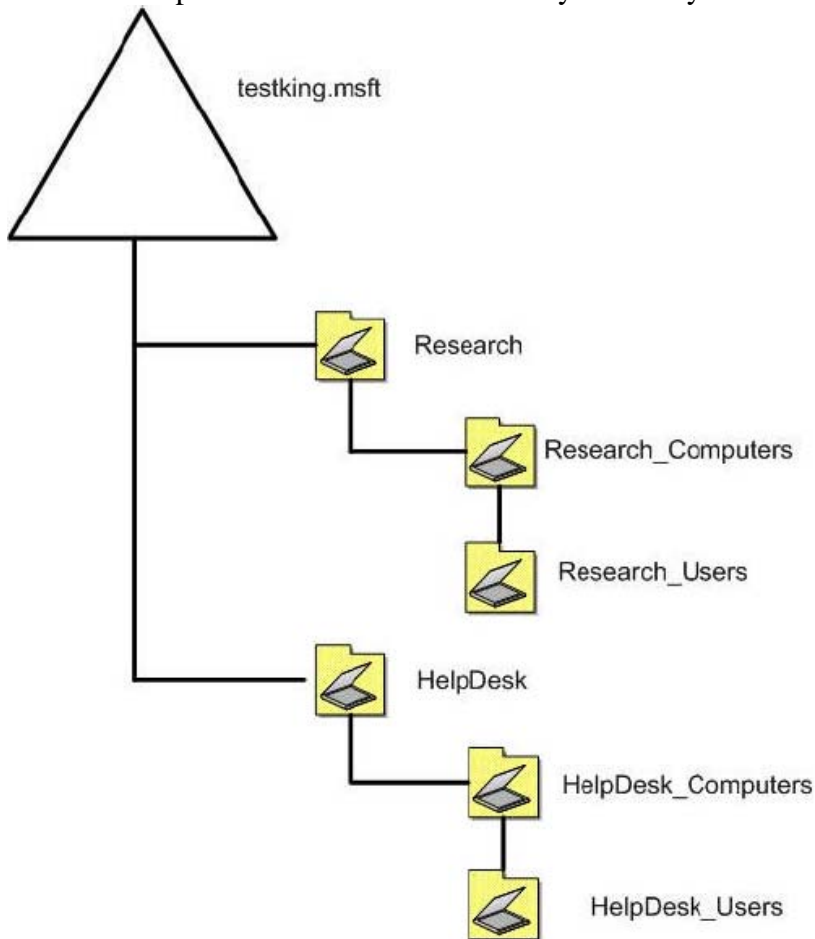 testking.msft
Research
Research_Computers
Research_Users
HelpDesk
HelpDesk_Computers
HelpDesk_Users